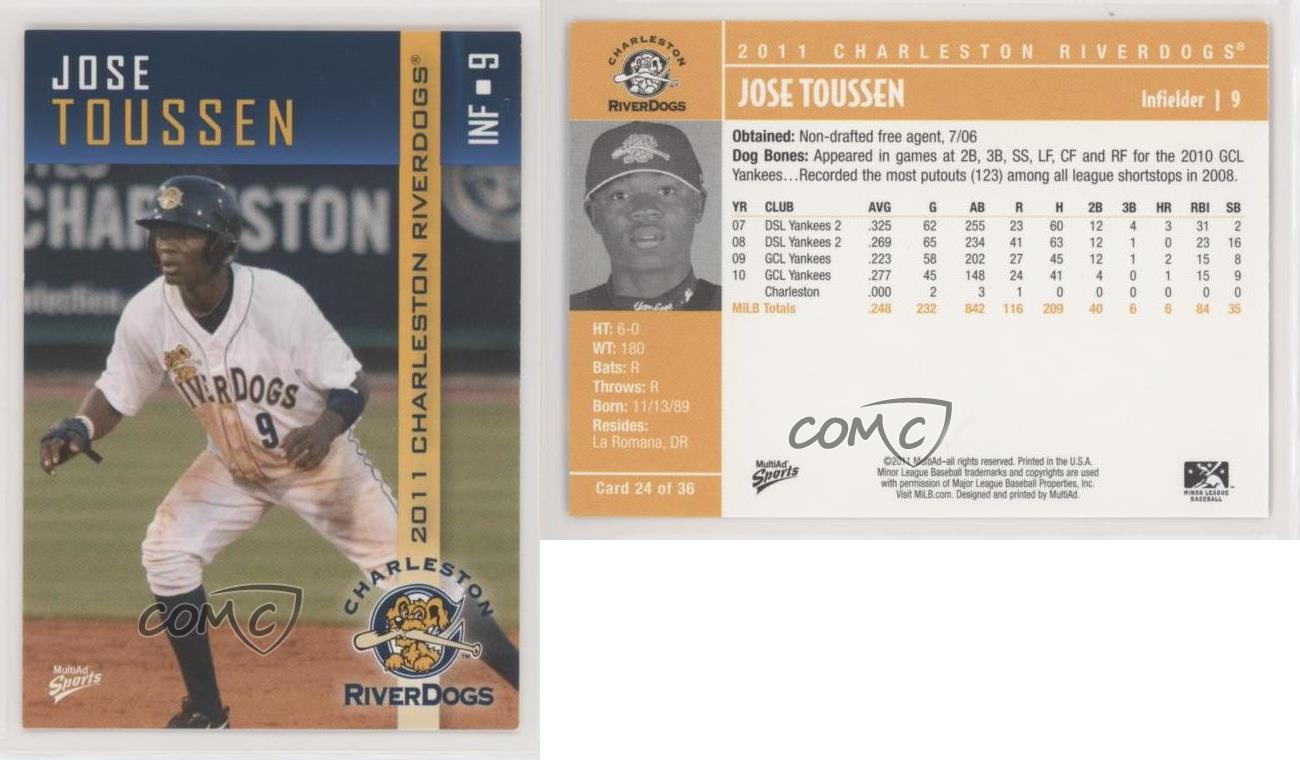 JOSE
TOUSSEN
INF ■ 9
2011 CHARLESTON RIVERDOGS®
CHARLESTON
RIVERDOGS
9
COMC
MultiAd
Sports
CHARLESTON
RIVERDOGS
™
CHARLESTON
RIVERDOGS
2011 CHARLESTON RIVERDOGS®
JOSE TOUSSEN
Infielder | 9
Obtained: Non-drafted free agent, 7/06
Dog Bones: Appeared in games at 2B, 3B, SS, LF, CF and RF for the 2010 GCL
Yankees…Recorded the most putouts (123) among all league shortstops in 2008.
YR CLUB AVG G AB R H 2B 3B HR RBI SB
07 DSL Yankees 2 .325 62 255 23 60 12 4 3 31 2
08 DSL Yankees 2 .269 65 234 41 63 12 1 0 23 16
09 GCL Yankees .223 58 202 27 45 12 1 2 15 8
10 GCL Yankees .277 45 148 24 41 4 0 1 15 9
Charleston .000 2 3 1 0 0 0 0 0 0
MiLB Totals .248 232 842 116 209 40 6 6 84 35
HT: 6-0
WT: 180
Bats: R
Throws: R
Born: 11/13/89
Resides:
La Romana, DR
Card 24 of 36
COMC
MultiAd
Sports
©2011 MultiAd–all rights reserved. Printed in the U.S.A.
Minor League Baseball trademarks and copyrights are used
with permission of Major League Baseball Properties, Inc.
Visit MiLB.com. Designed and printed by MultiAd.
MINOR LEAGUE
BASEBALL